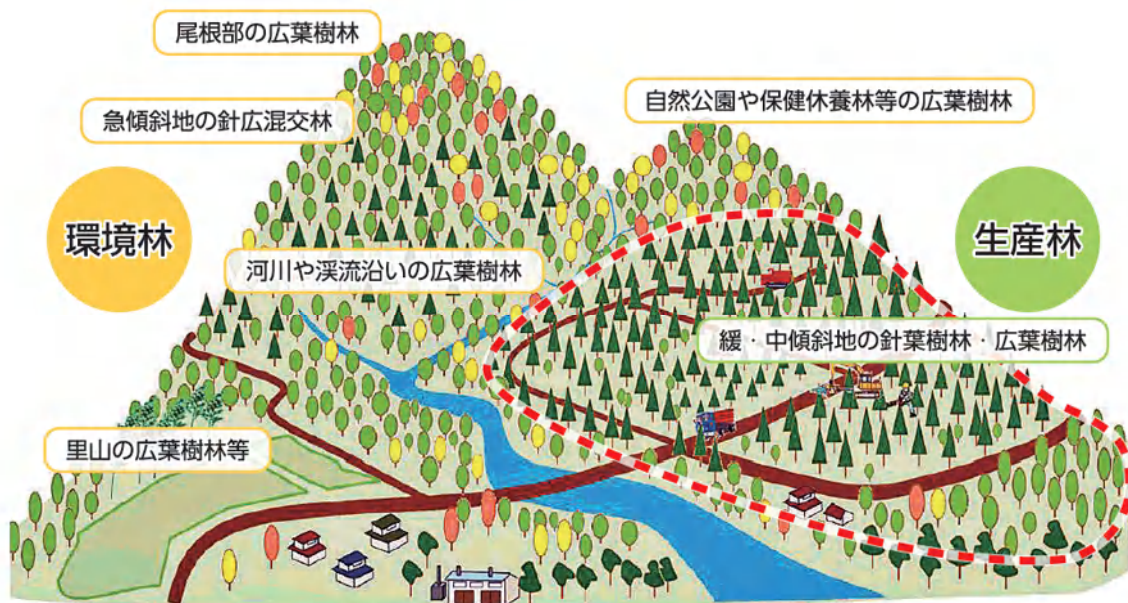 尾根部の広葉樹林
急傾斜地の針広混交林
自然公園や保健休養林等の広葉樹林
環境林
生産林
河川や渓流沿いの広葉樹林
緩・中傾斜地の針葉樹林・広葉樹林
里山の広葉樹林等